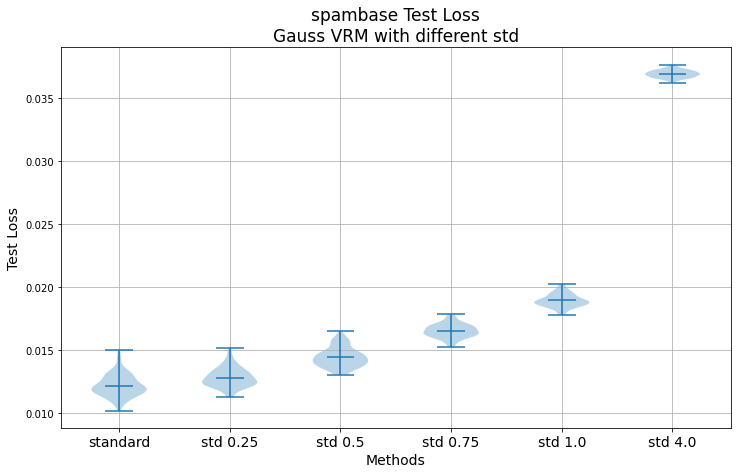 spambase Test Loss
Gauss VRM with different std
0.035
0.030
0.025
0.020
0.015
0.010
Test Loss
standard std 0.25 std 0.5 std 0.75 std 1.0 std 4.0
Methods